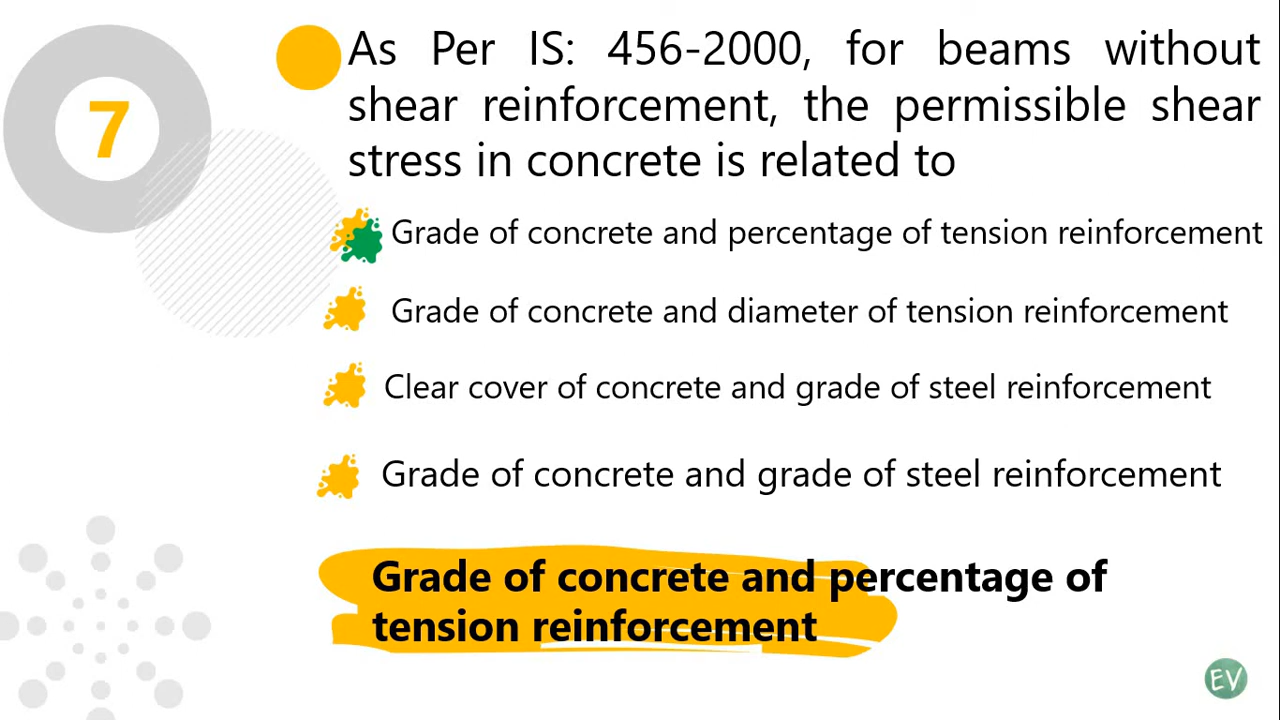 7
As Per IS: 456-2000, for beams without
shear reinforcement, the permissible shear
stress in concrete is related to
Grade of concrete and percentage of tension reinforcement
Grade of concrete and diameter of tension reinforcement
Clear cover of concrete and grade of steel reinforcement
Grade of concrete and grade of steel reinforcement
Grade of concrete and percentage of
tension reinforcement
EV